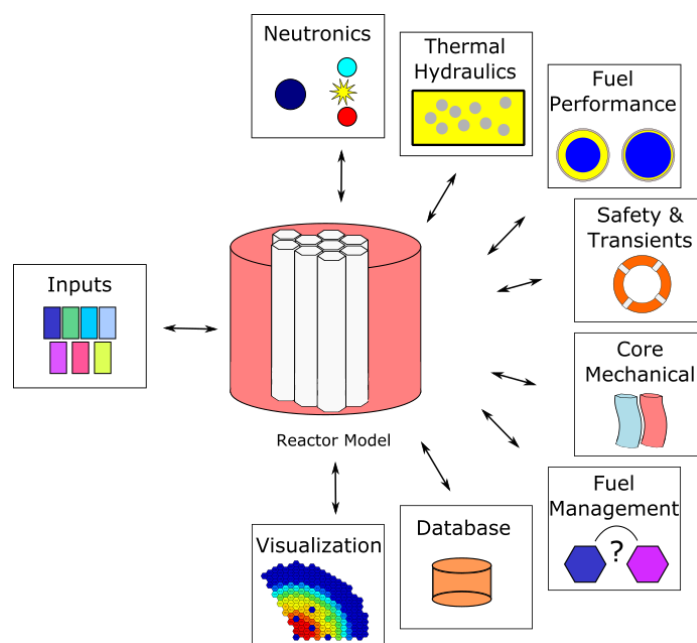 Neutronics
Thermal
Hydraulics
Fuel
Performance
Safety &
Transients
Inputs
Core
Mechanical
Reactor Model
Fuel
Management
?
Database
Visualization